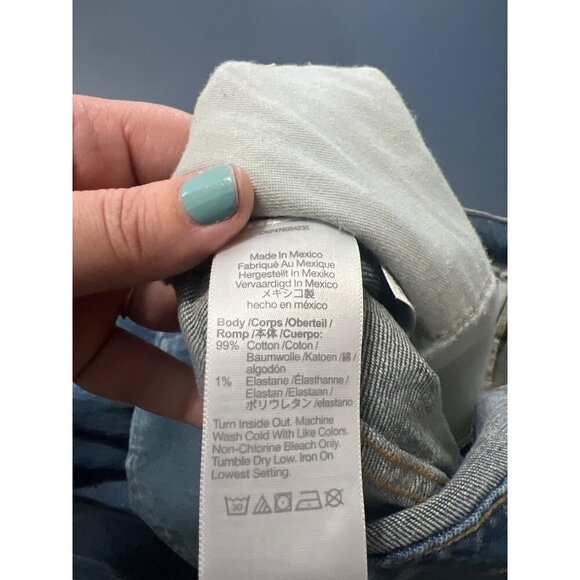 CKP476054235
Made In Mexico
Fabriqué Au Mexique
Hergestellt In Mexiko
Vervaardigd In Mexico
メキシコ製
hecho en méxico
Body /Corps /Oberteil /
Romp /本体 /Cuerpo:
99% Cotton /Coton /
Baumwolle /Katoen /綿 /
algodón
1% Elastane /Élasthanne /
Elastan /Elastaan /
ポリウレタン /elastano
Turn Inside Out. Machine
Wash Cold With Like Colors.
Non-Chlorine Bleach Only.
Tumble Dry Low. Iron On
Lowest Setting.
30